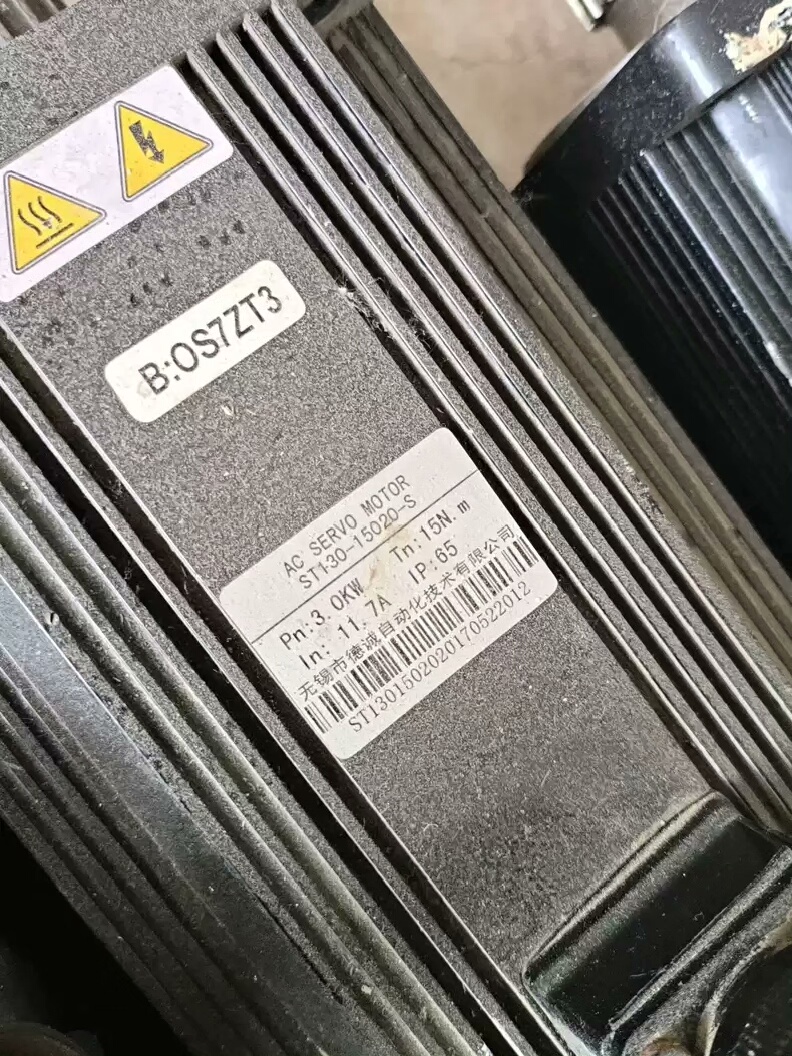 B:OS7ZT3
AC SERVO MOTOR
ST130-15020-S
Pn:3.0KW Tn:15N.m
In:11.7A IP:65
无锡市德诚自动化技术有限公司
ST1301502020170522012